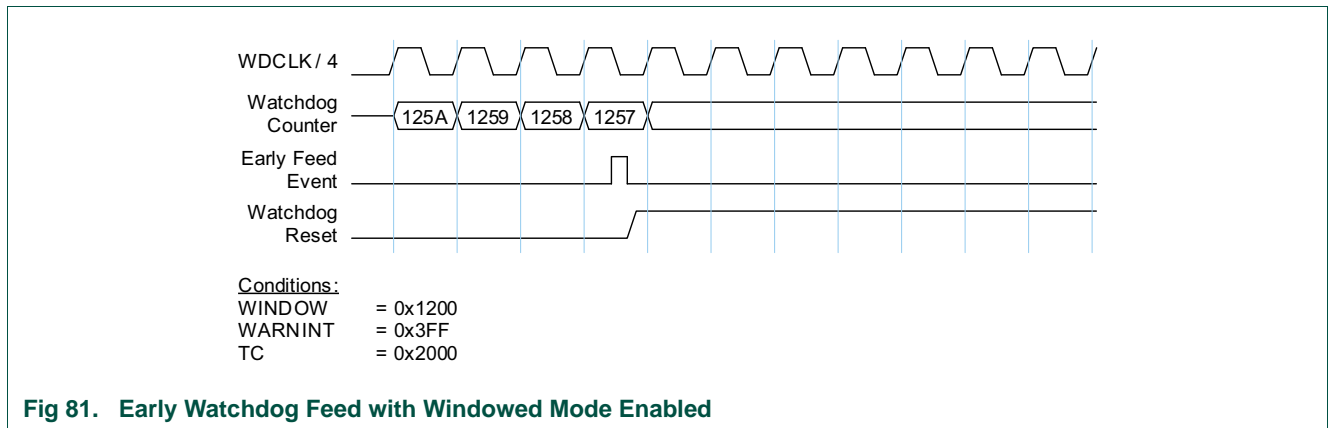 WDCLK / 4
Watchdog
Counter
125A 1259 1258 1257
Early Feed
Event
Watchdog
Reset
Conditions:
WINDOW = 0x1200
WARNINT = 0x3FF
TC = 0x2000
Fig 81. Early Watchdog Feed with Windowed Mode Enabled